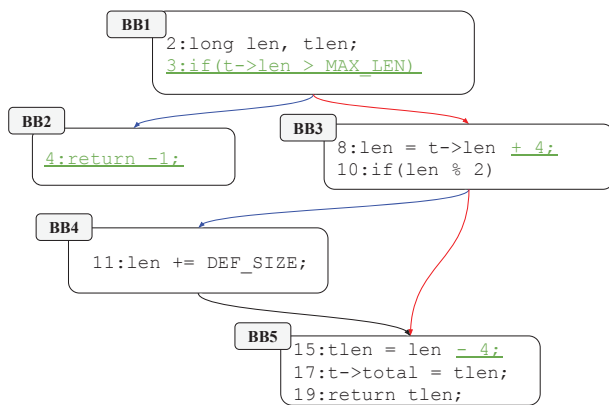 BB1
2:long len, tlen;
3:if(t->len > MAX_LEN)
BB2
4:return -1;
BB3
8:len = t->len + 4;
10:if(len % 2)
BB4
11:len += DEF_SIZE;
BB5
15:tlen = len - 4;
17:t->total = tlen;
19:return tlen;